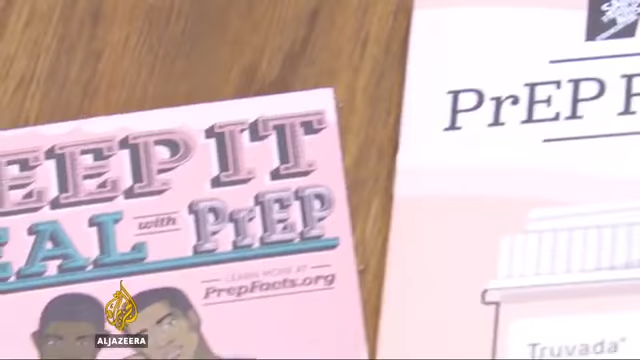 EEP IT
EAL with PrEP
LEARN MORE AT
PrepFacts.org
PrEP
Truvada®
ALJAZEERA